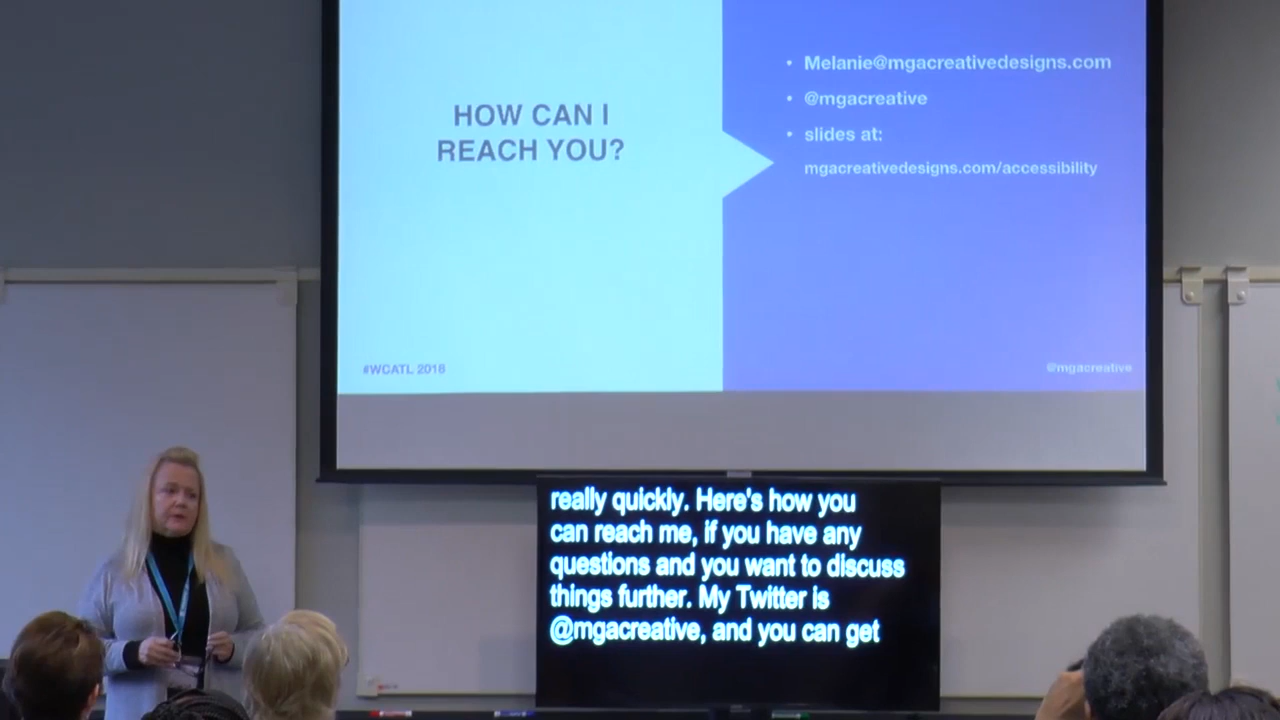 HOW CAN I
REACH YOU?
• Melanie@mgacreativedesigns.com
• @mgacreative
• slides at:
mgacreativedesigns.com/accessibility
#WCATL 2018
@mgacreative
really quickly. Here's how you
can reach me, if you have any
questions and you want to discuss
things further. My Twitter is
@mgacreative, and you can get